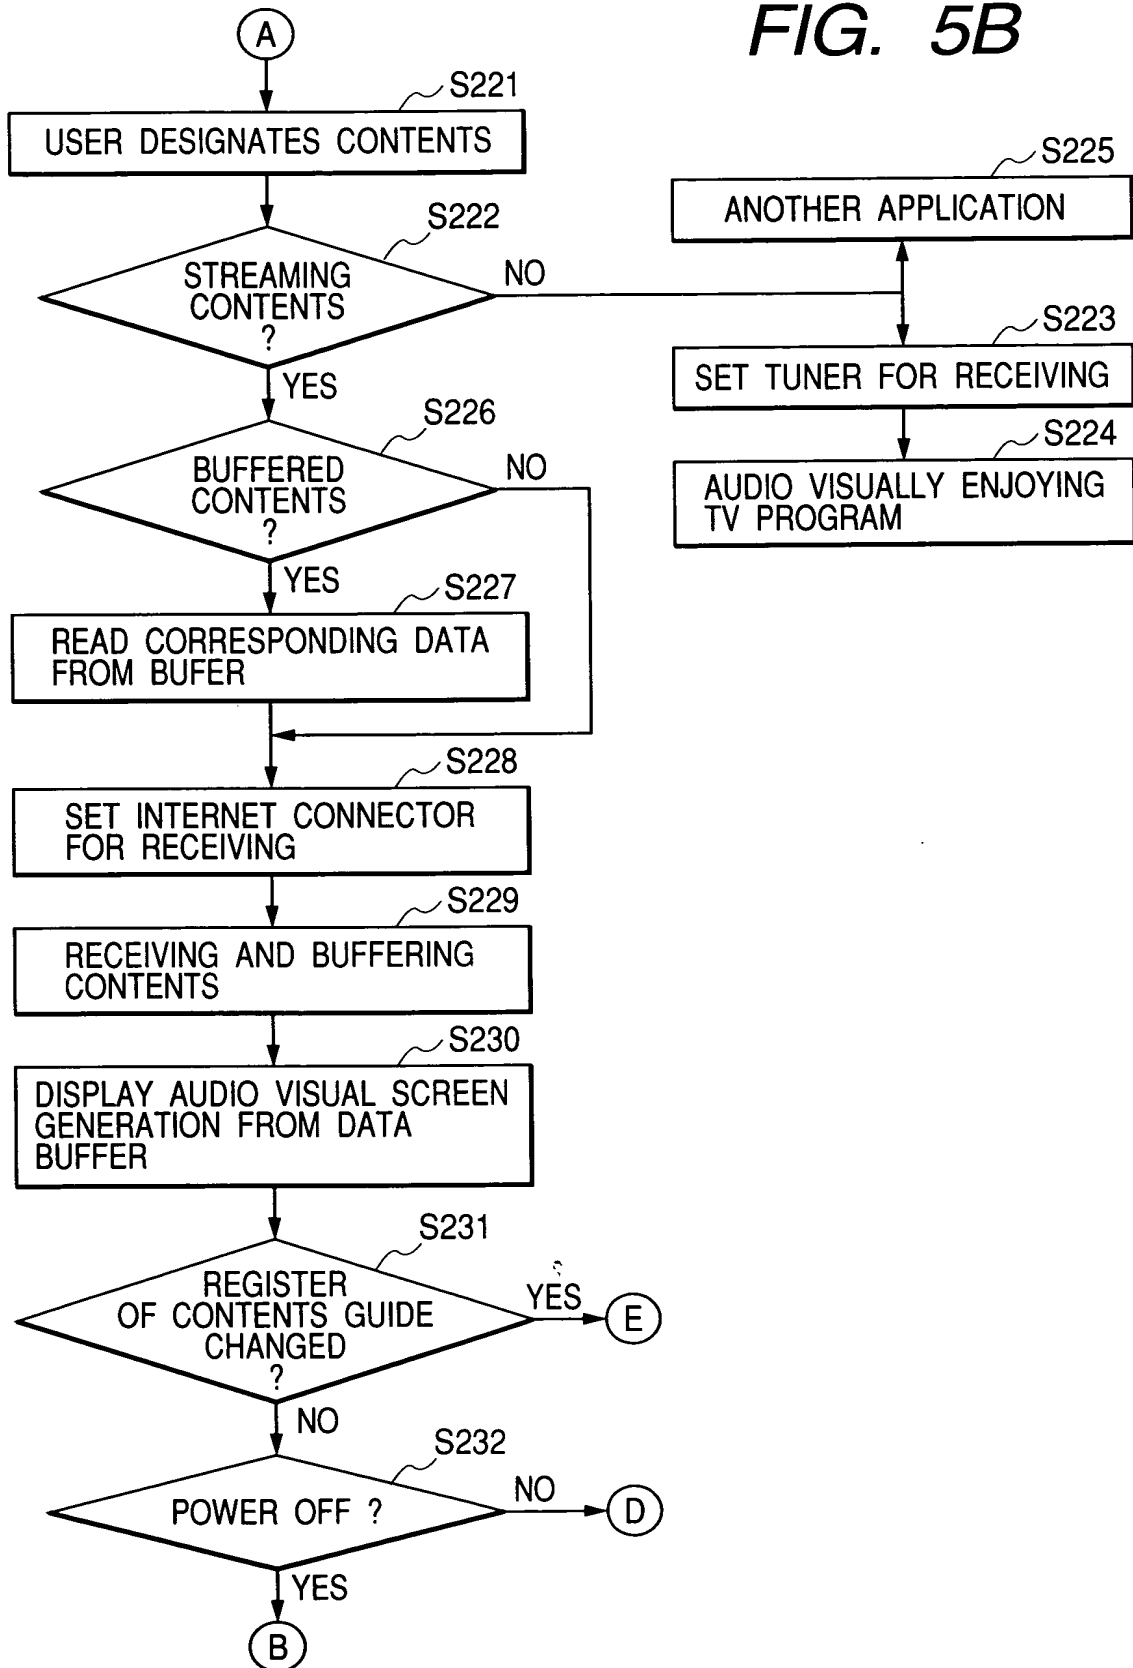 FIG. 5B
A
S221
USER DESIGNATES CONTENTS
S222
STREAMING
CONTENTS
?
NO
YES
S225
ANOTHER APPLICATION
S223
SET TUNER FOR RECEIVING
S224
AUDIO VISUALLY ENJOYING
TV PROGRAM
S226
BUFFERED
CONTENTS
?
NO
YES
S227
READ CORRESPONDING DATA
FROM BUFER
S228
SET INTERNET CONNECTOR
FOR RECEIVING
S229
RECEIVING AND BUFFERING
CONTENTS
S230
DISPLAY AUDIO VISUAL SCREEN
GENERATION FROM DATA
BUFFER
S231
REGISTER
OF CONTENTS GUIDE
CHANGED
?
YES
E
NO
S232
POWER OFF ?
NO
D
YES
B